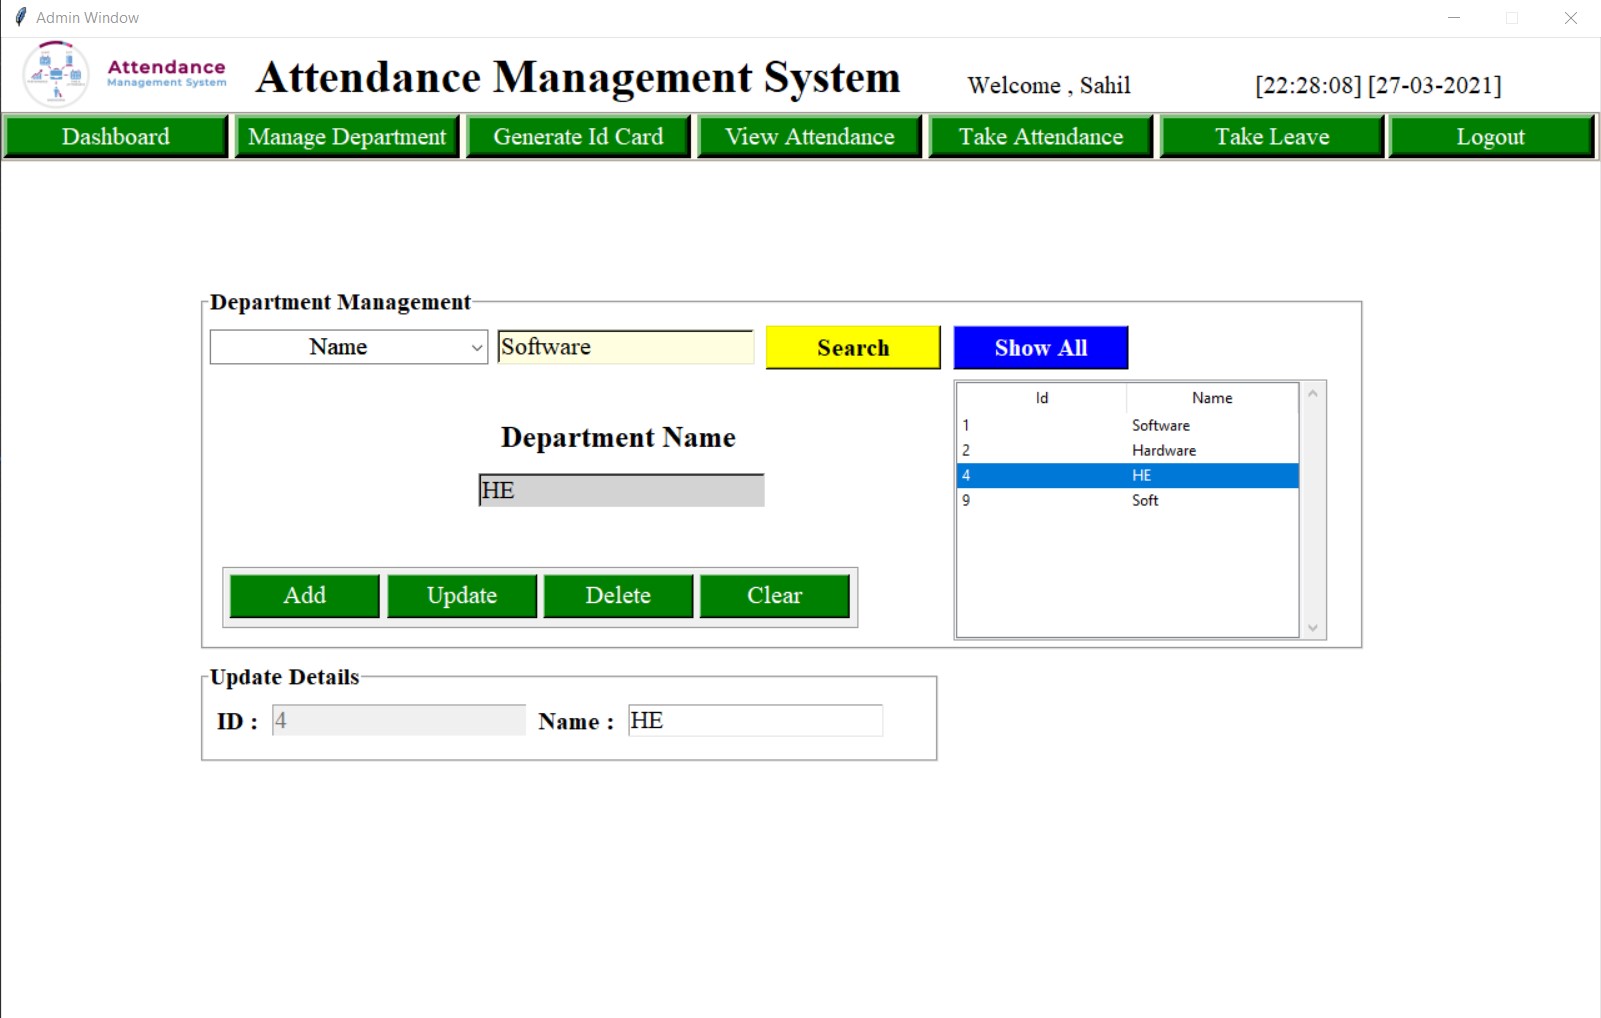 Admin Window
Attendance
Management System
Attendance Management System
Welcome , Sahil
[22:28:08] [27-03-2021]
Dashboard Manage Department Generate Id Card View Attendance Take Attendance Take Leave Logout
Department Management
Name Software Search Show All
Id Name
1 Software
2 Hardware
4 HE
9 Soft
Department Name
HE
Add Update Delete Clear
Update Details
ID : 4 Name : HE